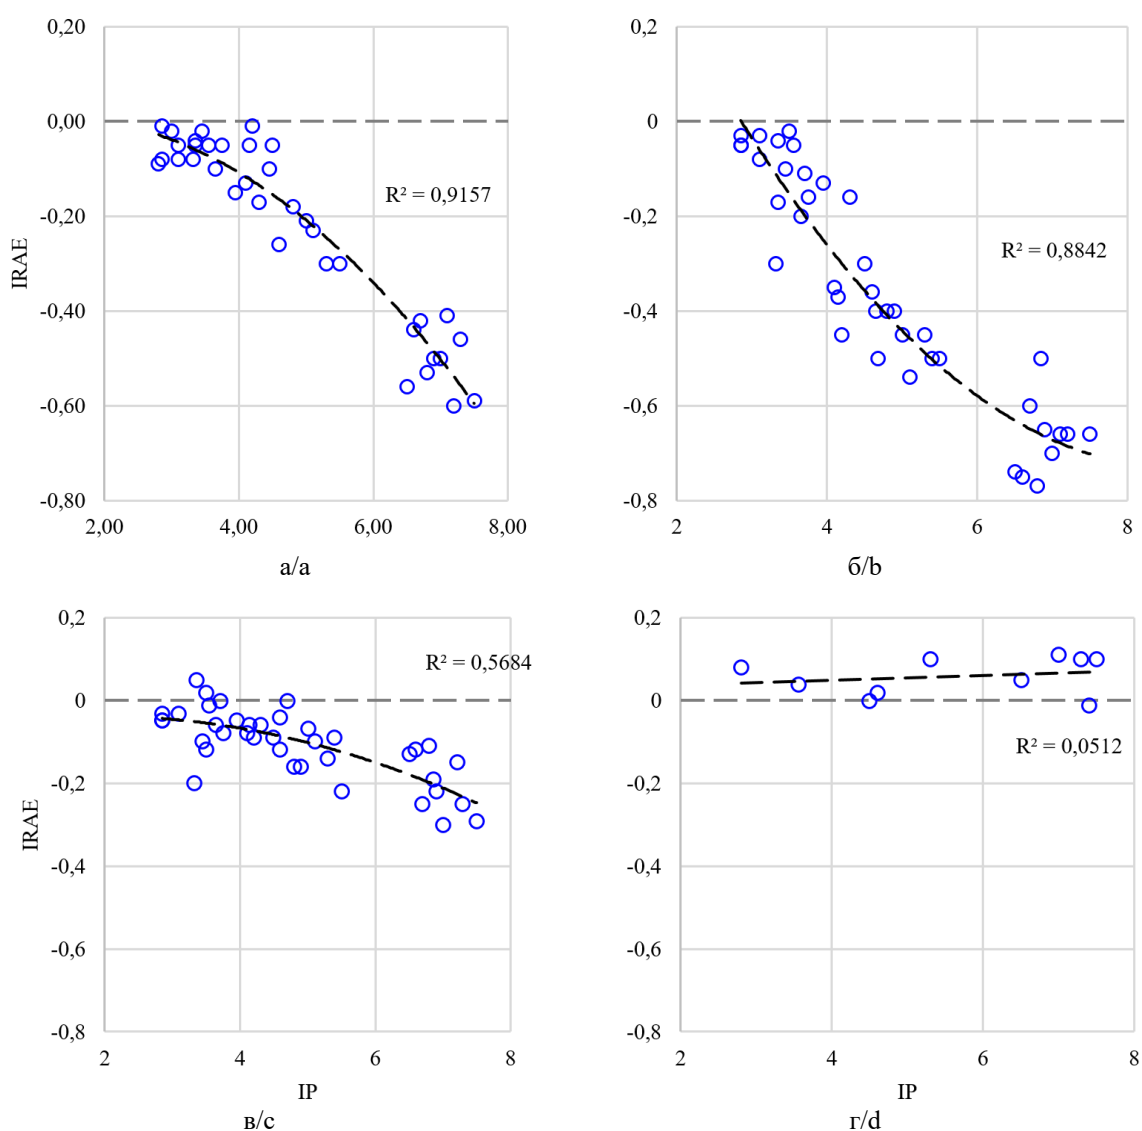 0,20
0,00
-0,20
-0,40
-0,60
-0,80
IRAE
R² = 0,9157
2,00 4,00 6,00 8,00
а/a
0,2
0
-0,2
-0,4
-0,6
-0,8
R² = 0,8842
2 4 6 8
б/b
0,2
0
-0,2
-0,4
-0,6
-0,8
IRAE
R² = 0,5684
2 4 6 8
IP
в/c
0,2
0
-0,2
-0,4
-0,6
-0,8
R² = 0,0512
2 4 6 8
IP
г/d